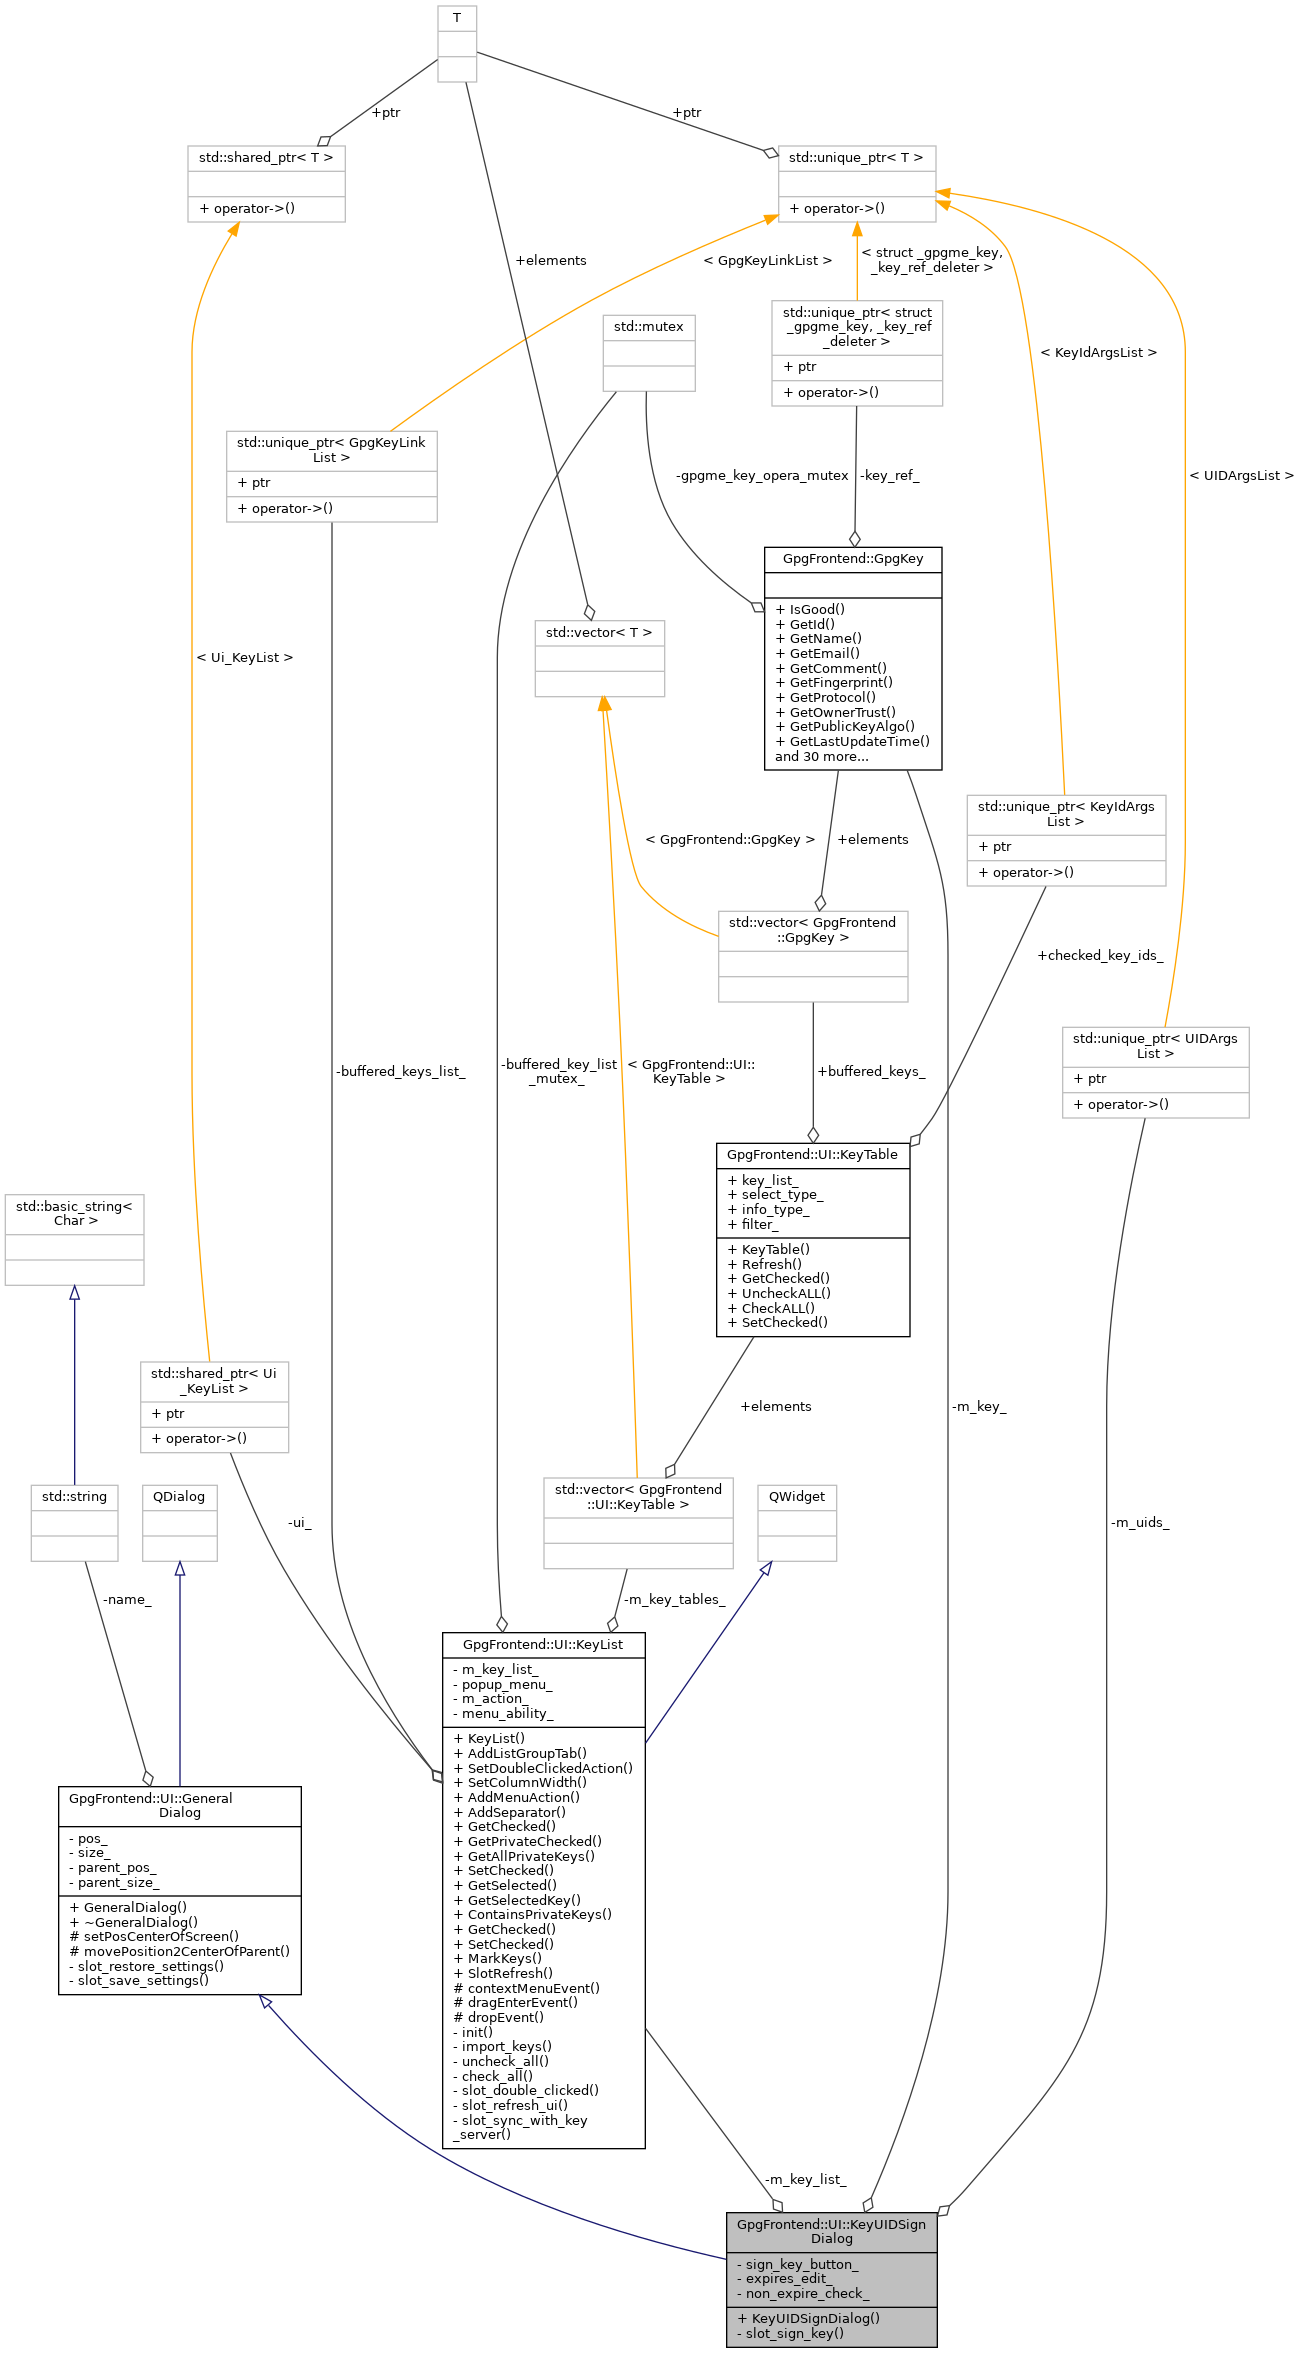 T
+ptr
+ptr
std::shared_ptr< T >
+ operator->()
std::unique_ptr< T >
+ operator->()
+elements
< GpgKeyLinkList >
< struct _gpgme_key,
_key_ref_deleter >
std::mutex
std::unique_ptr< struct
_gpgme_key, _key_ref
_deleter >
+ ptr
+ operator->()
< KeyIdArgsList >
std::unique_ptr< GpgKeyLink
List >
+ ptr
+ operator->()
-gpgme_key_opera_mutex
-key_ref_
< UIDArgsList >
GpgFrontend::GpgKey
+ IsGood()
+ GetId()
+ GetName()
+ GetEmail()
+ GetComment()
+ GetFingerprint()
+ GetProtocol()
+ GetOwnerTrust()
+ GetPublicKeyAlgo()
+ GetLastUpdateTime()
and 30 more...
std::vector< T >
< Ui_KeyList >
std::unique_ptr< KeyIdArgs
List >
+ ptr
+ operator->()
< GpgFrontend::GpgKey >
+elements
std::vector< GpgFrontend
::GpgKey >
+checked_key_ids_
std::unique_ptr< UIDArgs
List >
+ ptr
+ operator->()
-buffered_keys_list_
-buffered_key_list
_mutex_
< GpgFrontend::UI::
KeyTable >
+buffered_keys_
GpgFrontend::UI::KeyTable
+ key_list_
+ select_type_
+ info_type_
+ filter_
+ KeyTable()
+ Refresh()
+ GetChecked()
+ UncheckALL()
+ CheckALL()
+ SetChecked()
std::basic_string<
Char >
std::shared_ptr< Ui
_KeyList >
+ ptr
+ operator->()
+elements
-m_key_
std::string
QDialog
-ui_
std::vector< GpgFrontend
::UI::KeyTable >
QWidget
-m_uids_
-name_
-m_key_tables_
GpgFrontend::UI::KeyList
- m_key_list_
- popup_menu_
- m_action_
- menu_ability_
+ KeyList()
+ AddListGroupTab()
+ SetDoubleClickedAction()
+ SetColumnWidth()
+ AddMenuAction()
+ AddSeparator()
+ GetChecked()
+ GetPrivateChecked()
+ GetAllPrivateKeys()
+ SetChecked()
+ GetSelected()
+ GetSelectedKey()
+ ContainsPrivateKeys()
+ GetChecked()
+ SetChecked()
+ MarkKeys()
+ SlotRefresh()
# contextMenuEvent()
# dragEnterEvent()
# dropEvent()
- init()
- import_keys()
- uncheck_all()
- check_all()
- slot_double_clicked()
- slot_refresh_ui()
- slot_sync_with_key
_server()
GpgFrontend::UI::General
Dialog
- pos_
- size_
- parent_pos_
- parent_size_
+ GeneralDialog()
+ ~GeneralDialog()
# setPosCenterOfScreen()
# movePosition2CenterOfParent()
- slot_restore_settings()
- slot_save_settings()
-m_key_list_
GpgFrontend::UI::KeyUIDSign
Dialog
- sign_key_button_
- expires_edit_
- non_expire_check_
+ KeyUIDSignDialog()
- slot_sign_key()